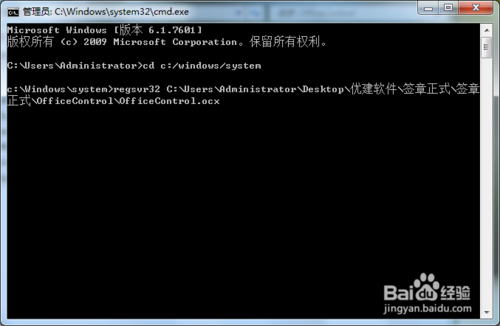 管理员: C:\Windows\system32\cmd.exe
Microsoft Windows [版本 6.1.7601]
版权所有 (c) 2009 Microsoft Corporation。保留所有权利。
C:\Users\Administrator>cd c:/windows/system
c:\Windows\system>regsvr32 C:\Users\Administrator\Desktop\优建软件\签章正式\签章
正式\OfficeControl\OfficeControl.ocx
Baidu经验
jingyan.baidu.com